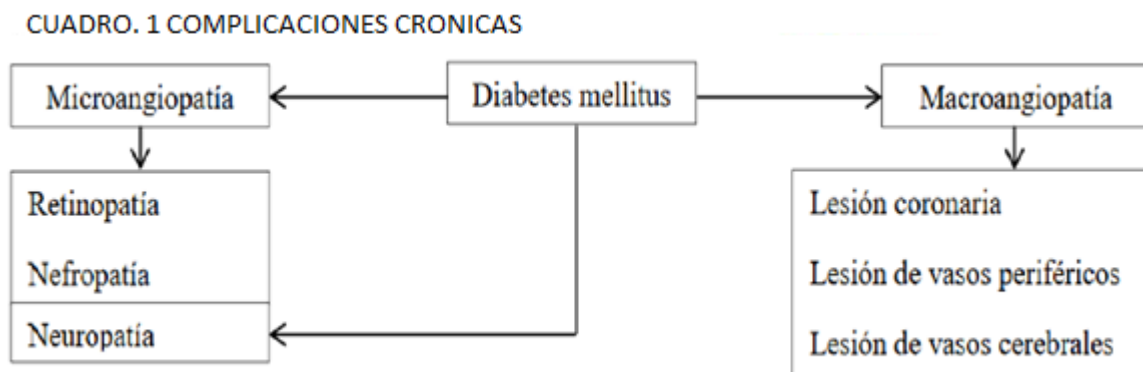 CUADRO. 1 COMPLICACIONES CRONICAS
Microangiopatía
Diabetes mellitus
Macroangiopatía
Retinopatía
Nefropatía
Neuropatía
Lesión coronaria
Lesión de vasos periféricos
Lesión de vasos cerebrales